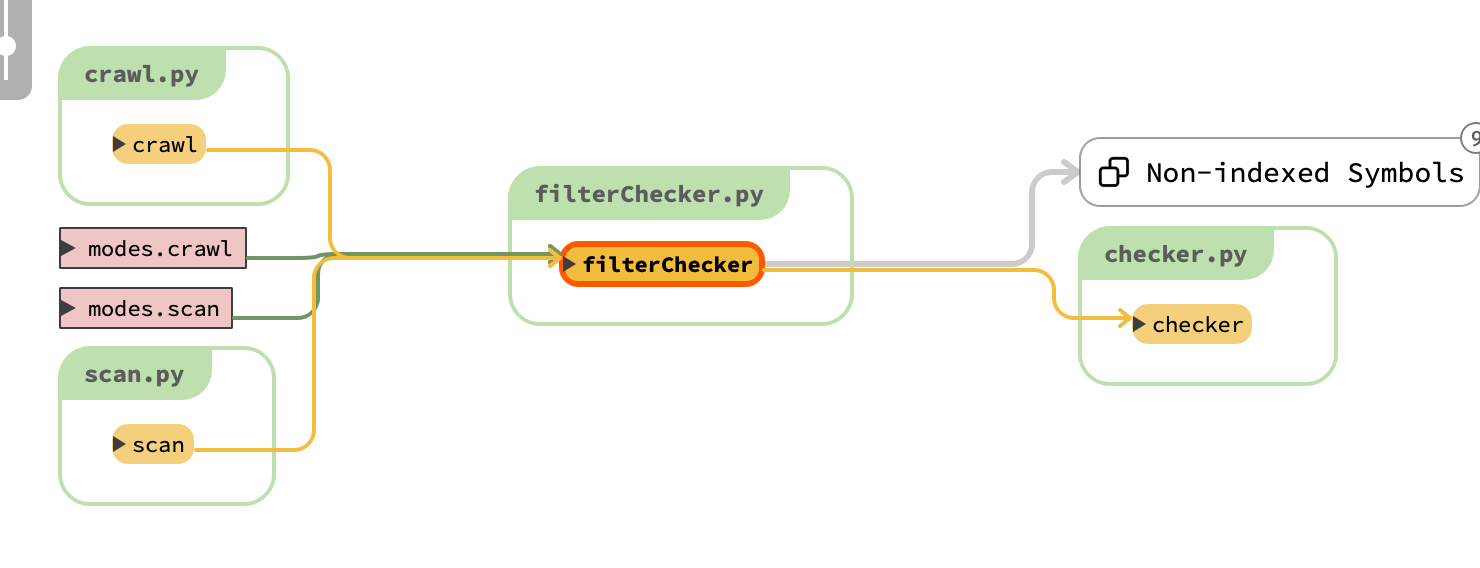 crawl.py
crawl
modes.crawl
modes.scan
scan.py
scan
filterChecker.py
filterChecker
9
Non-indexed Symbols
checker.py
checker